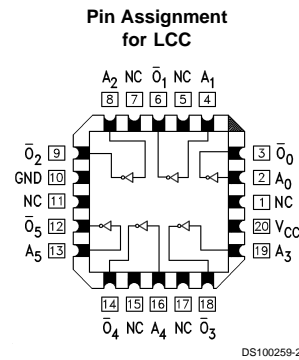 Pin Assignment
for LCC
A2 NC Ō1 NC A1
8 7 6 5 4
Ō2 9
3 Ō0
GND 10
2 A0
NC 11
1 NC
Ō5 12
20 VCC
A5 13
19 A3
14 15 16 17 18
Ō4 NC A4 NC Ō3
DS100259-2